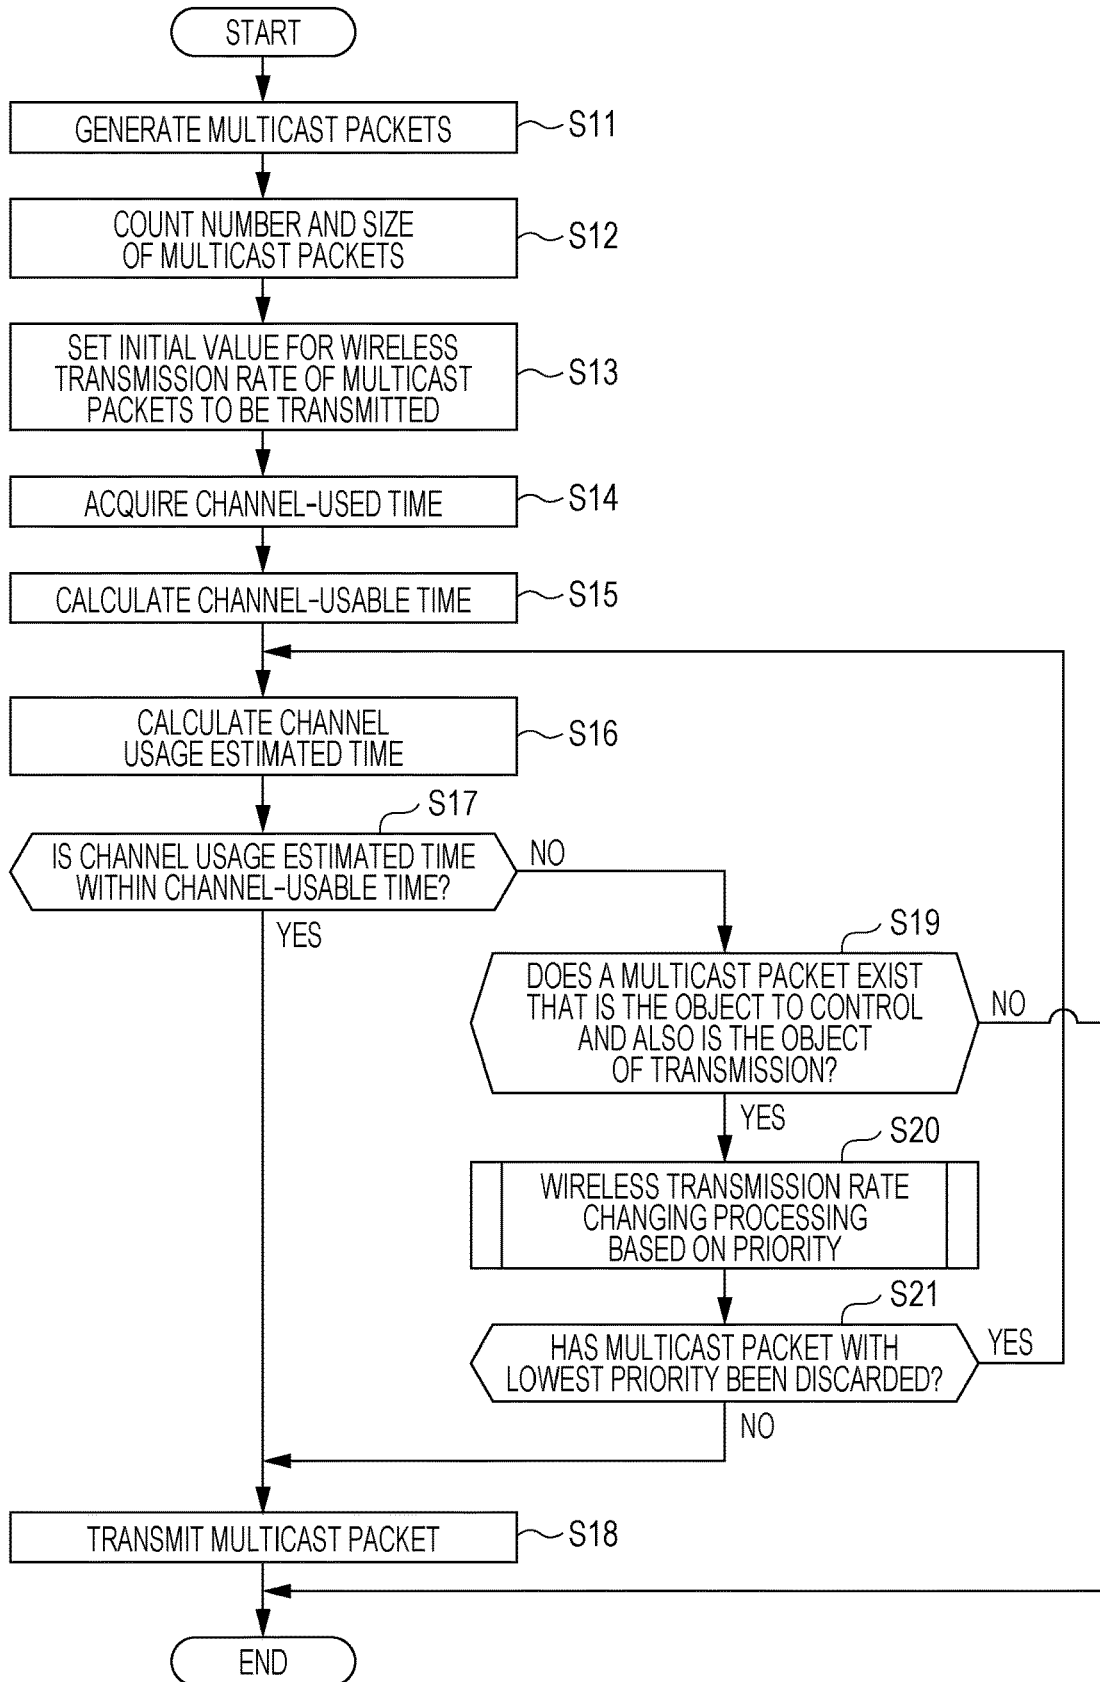 START
GENERATE MULTICAST PACKETS
S11
COUNT NUMBER AND SIZE
OF MULTICAST PACKETS
S12
SET INITIAL VALUE FOR WIRELESS
TRANSMISSION RATE OF MULTICAST
PACKETS TO BE TRANSMITTED
S13
ACQUIRE CHANNEL-USED TIME
S14
CALCULATE CHANNEL-USABLE TIME
S15
CALCULATE CHANNEL
USAGE ESTIMATED TIME
S16
S17
IS CHANNEL USAGE ESTIMATED TIME
WITHIN CHANNEL-USABLE TIME?
NO
YES
S19
DOES A MULTICAST PACKET EXIST
THAT IS THE OBJECT TO CONTROL
AND ALSO IS THE OBJECT
OF TRANSMISSION?
NO
YES
S20
WIRELESS TRANSMISSION RATE
CHANGING PROCESSING
BASED ON PRIORITY
S21
HAS MULTICAST PACKET WITH
LOWEST PRIORITY BEEN DISCARDED?
YES
NO
TRANSMIT MULTICAST PACKET
S18
END